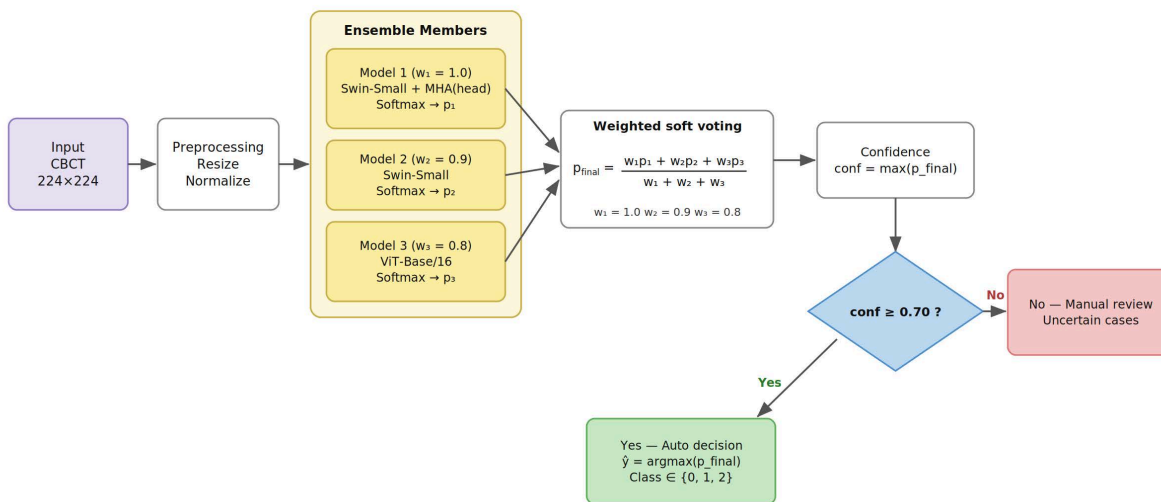 Input
CBCT
224×224
Preprocessing
Resize
Normalize
Ensemble Members
Model 1 (w₁ = 1.0)
Swin-Small + MHA(head)
Softmax → p₁
Model 2 (w₂ = 0.9)
Swin-Small
Softmax → p₂
Model 3 (w₃ = 0.8)
ViT-Base/16
Softmax → p₃
Weighted soft voting
p_final = (w₁p₁ + w₂p₂ + w₃p₃) / (w₁ + w₂ + w₃)
w₁ = 1.0 w₂ = 0.9 w₃ = 0.8
Confidence
conf = max(p_final)
conf ≥ 0.70 ?
No
No — Manual review
Uncertain cases
Yes
Yes — Auto decision
ŷ = argmax(p_final)
Class ∈ {0, 1, 2}